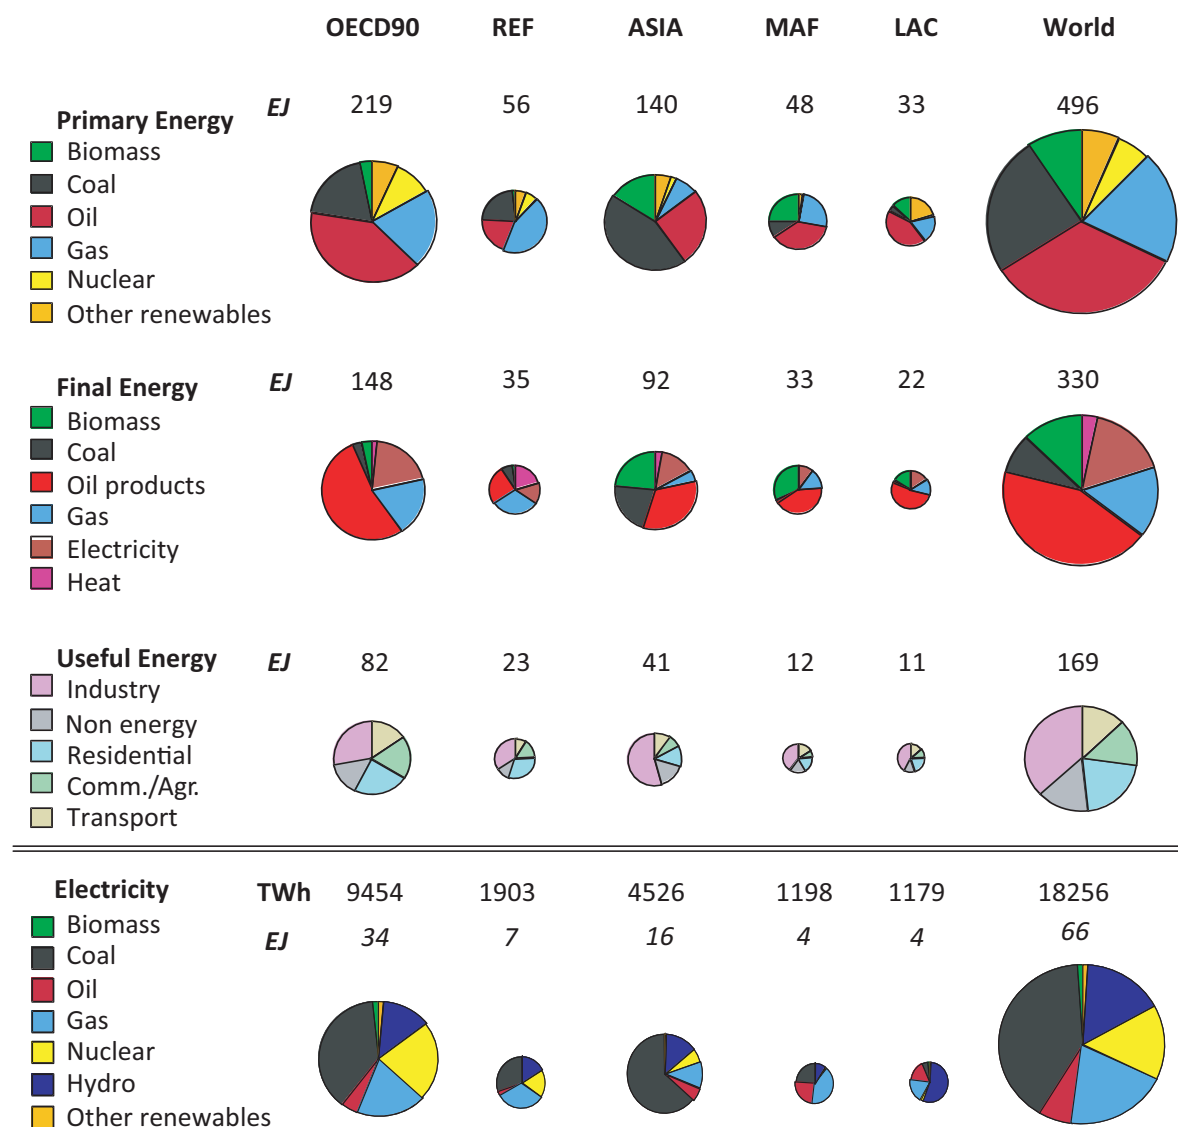 OECD90 REF ASIA MAF LAC World
EJ 219 56 140 48 33 496
Primary Energy
Biomass
Coal
Oil
Gas
Nuclear
Other renewables
Final Energy EJ 148 35 92 33 22 330
Biomass
Coal
Oil products
Gas
Electricity
Heat
Useful Energy EJ 82 23 41 12 11 169
Industry
Non energy
Residential
Comm./Agr.
Transport
Electricity TWh 9454 1903 4526 1198 1179 18256
Biomass
EJ 34 7 16 4 4 66
Coal
Oil
Gas
Nuclear
Hydro
Other renewables